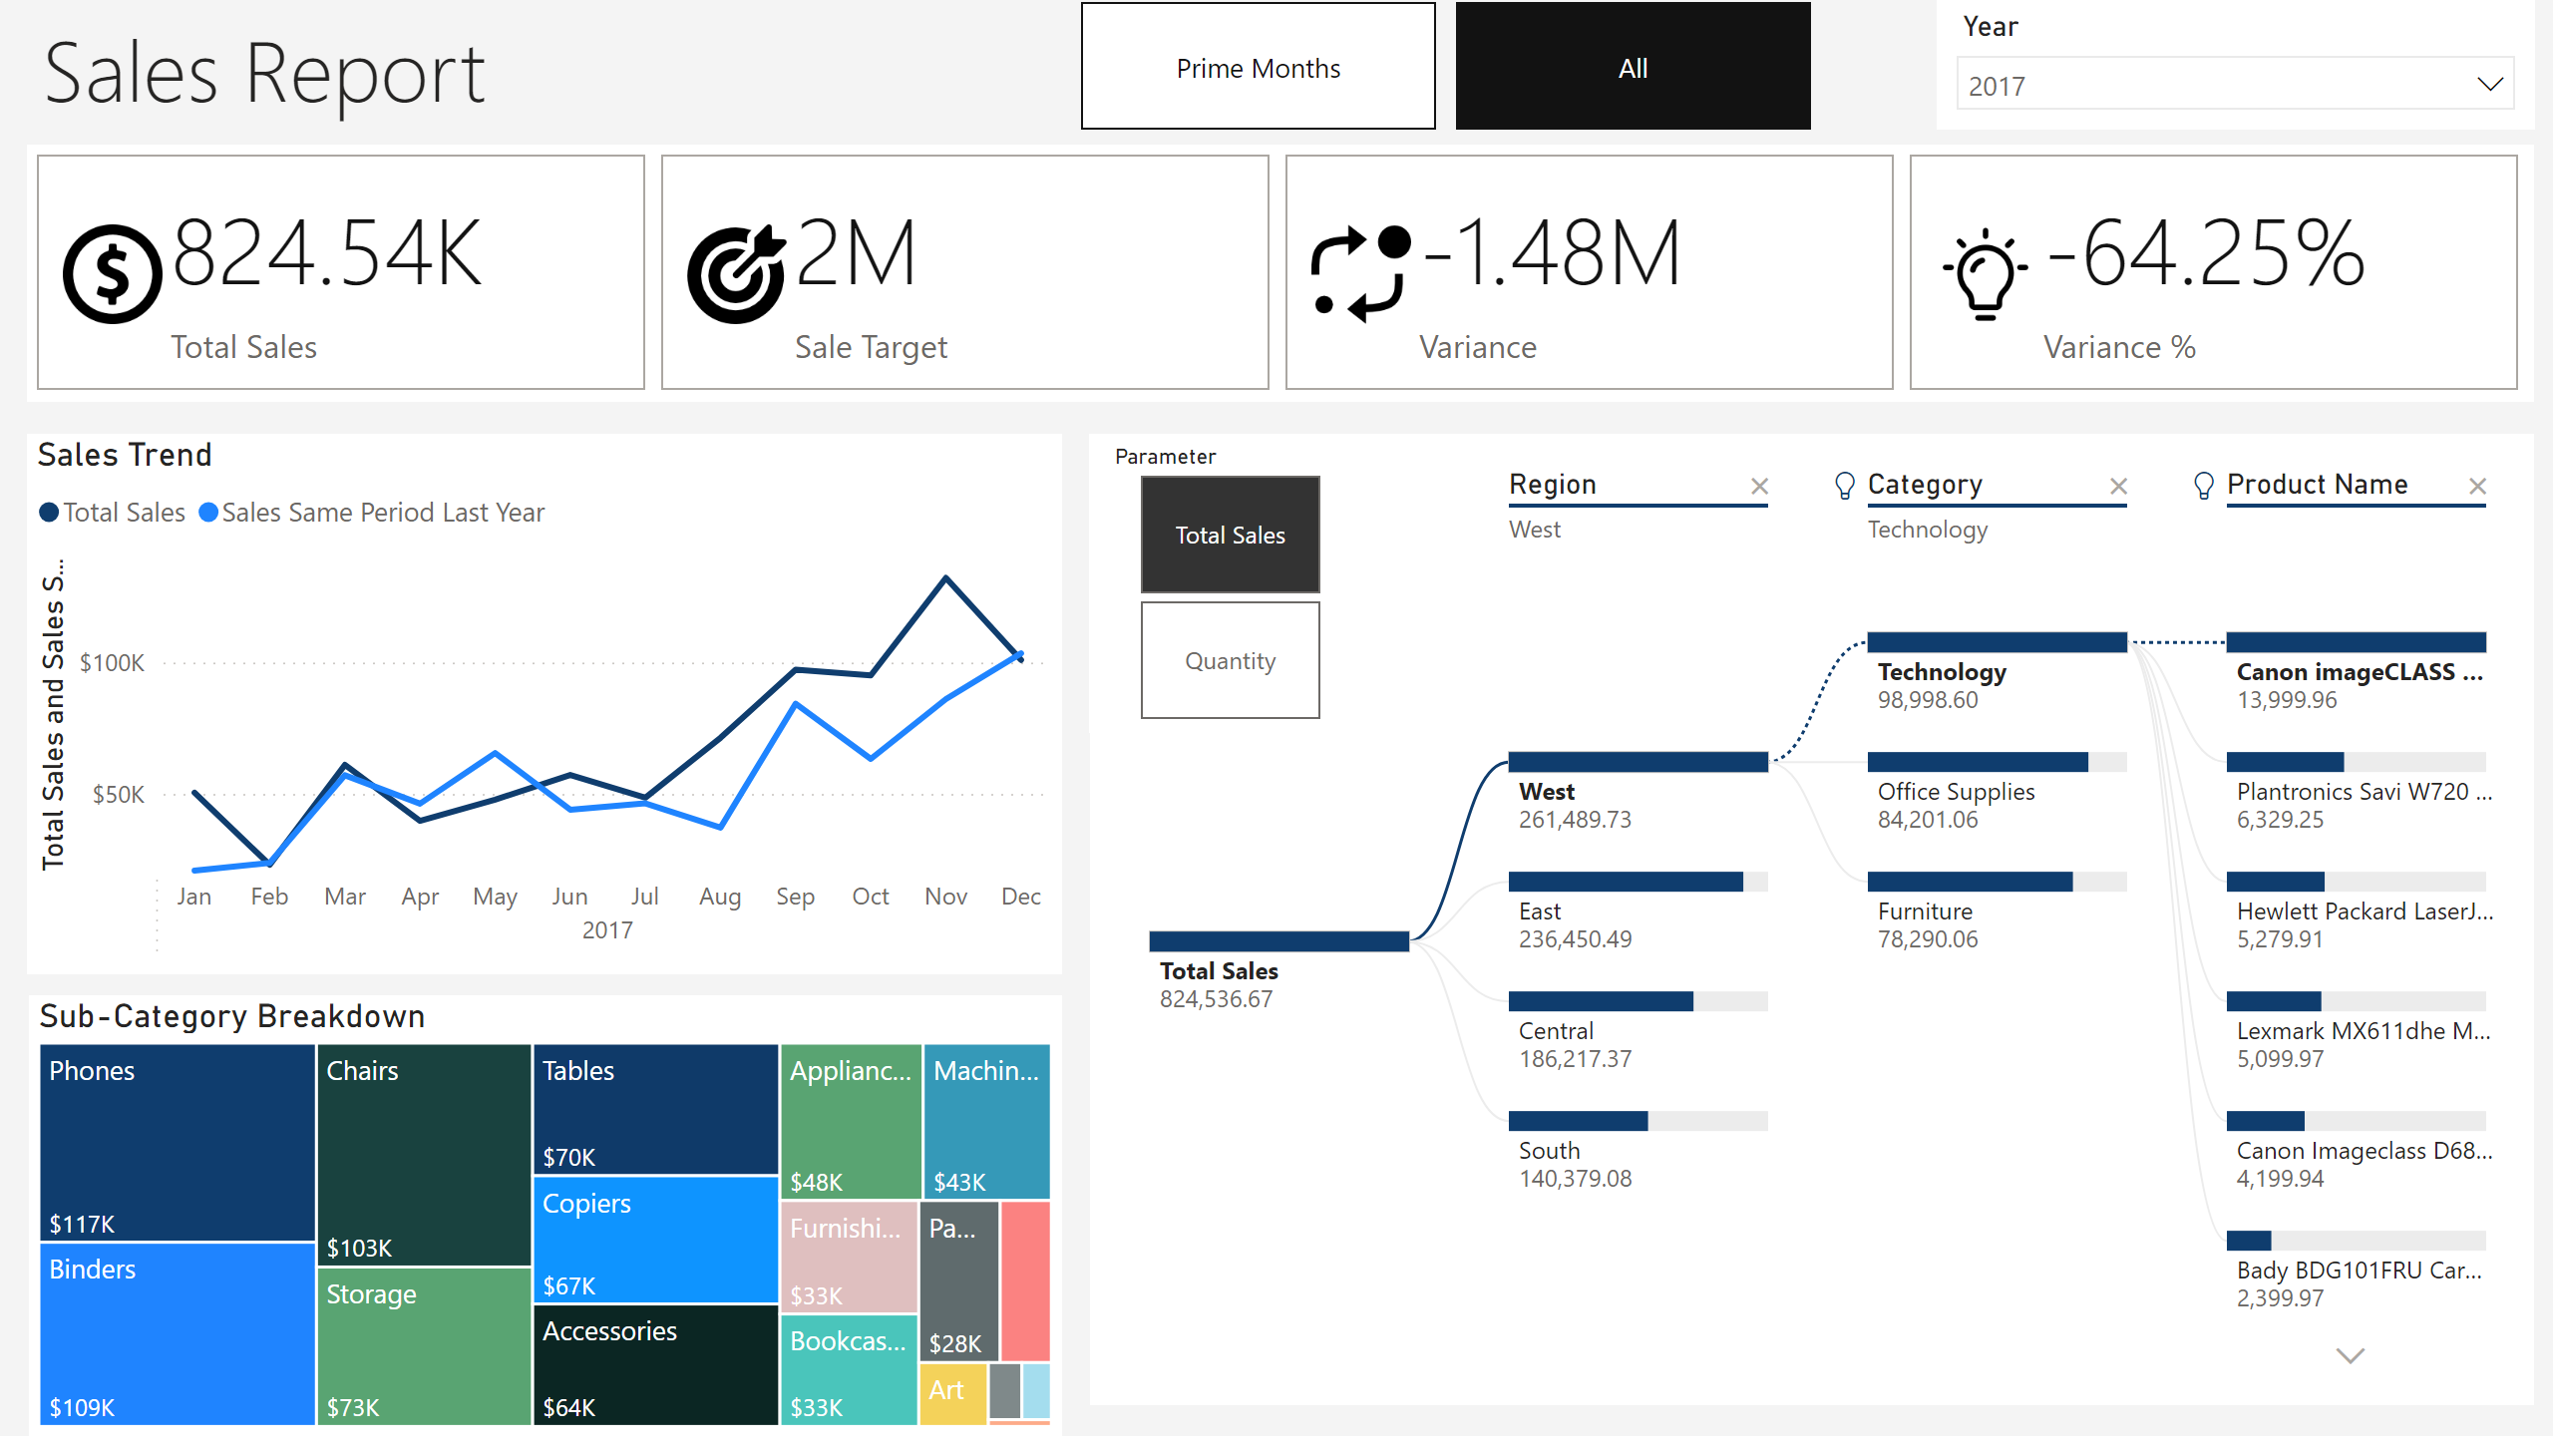 Sales Report
Prime Months
All
Year
2017
824.54K
Total Sales
2M
Sale Target
-1.48M
Variance
-64.25%
Variance %
Sales Trend
Total Sales
Sales Same Period Last Year
Total Sales and Sales S...
$100K
$50K
Jan Feb Mar Apr May Jun Jul Aug Sep Oct Nov Dec
2017
Sub-Category Breakdown
Phones
$117K
Binders
$109K
Chairs
$103K
Storage
$73K
Tables
$70K
Copiers
$67K
Accessories
$64K
Applianc...
$48K
Machin...
$43K
Furnishi...
$33K
Bookcas...
$33K
Pa...
$28K
Art
Parameter
Total Sales
Quantity
Region
West
Category
Technology
Product Name
Total Sales
824,536.67
West
261,489.73
East
236,450.49
Central
186,217.37
South
140,379.08
Technology
98,998.60
Office Supplies
84,201.06
Furniture
78,290.06
Canon imageCLASS ...
13,999.96
Plantronics Savi W720 ...
6,329.25
Hewlett Packard LaserJ...
5,279.91
Lexmark MX611dhe M...
5,099.97
Canon Imageclass D68...
4,199.94
Bady BDG101FRU Car...
2,399.97